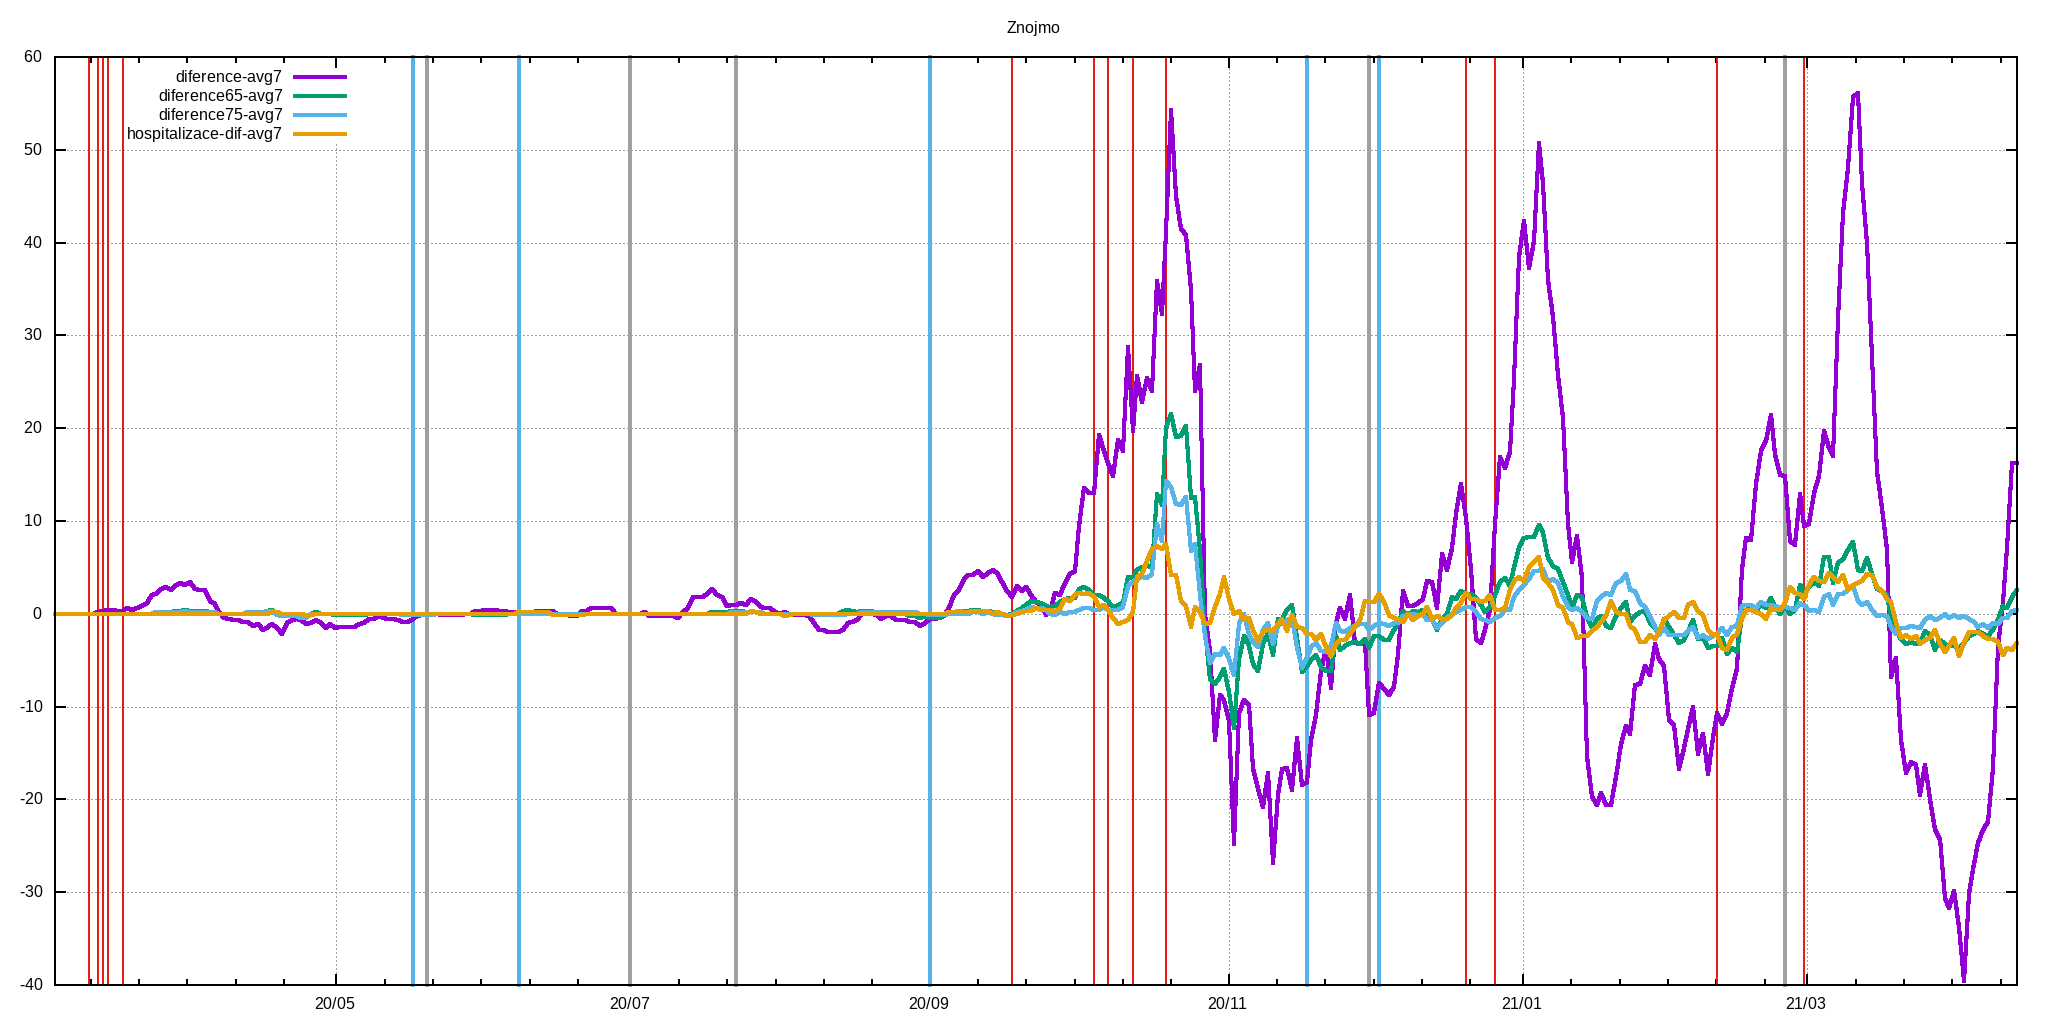 Znojmo
60
50
40
30
20
10
0
-10
-20
-30
-40
diference-avg7
diference65-avg7
diference75-avg7
hospitalizace-dif-avg7
20/05 20/07 20/09 20/11 21/01 21/03